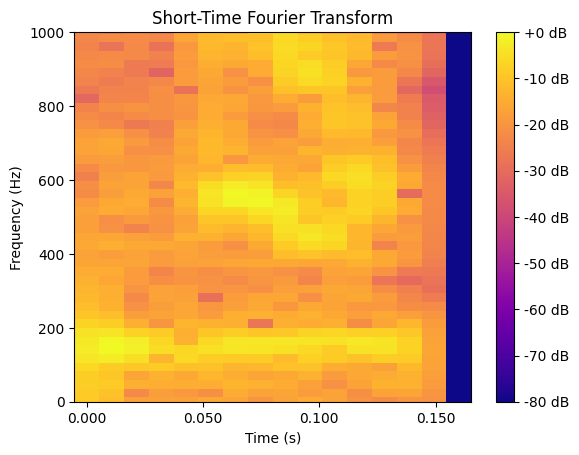 Short-Time Fourier Transform
Frequency (Hz)
1000
800
600
400
200
0
0.000
0.050
0.100
0.150
Time (s)
+0 dB
-10 dB
-20 dB
-30 dB
-40 dB
-50 dB
-60 dB
-70 dB
-80 dB